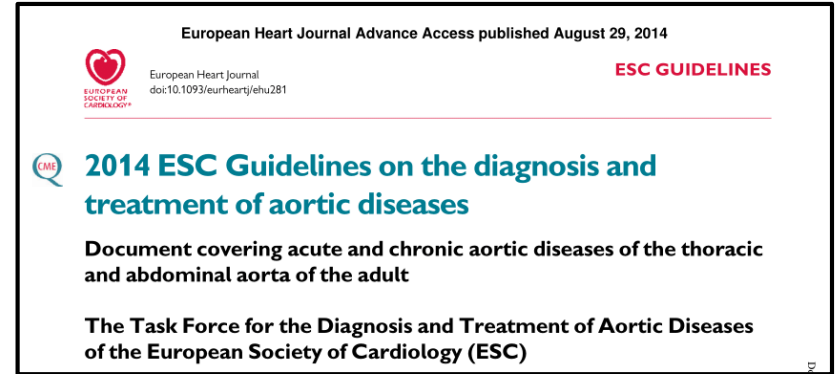 European Heart Journal Advance Access published August 29, 2014
EUROPEAN
SOCIETY OF
CARDIOLOGY®
European Heart Journal
doi:10.1093/eurheartj/ehu281
ESC GUIDELINES
CME
2014 ESC Guidelines on the diagnosis and
treatment of aortic diseases
Document covering acute and chronic aortic diseases of the thoracic
and abdominal aorta of the adult
The Task Force for the Diagnosis and Treatment of Aortic Diseases
of the European Society of Cardiology (ESC)